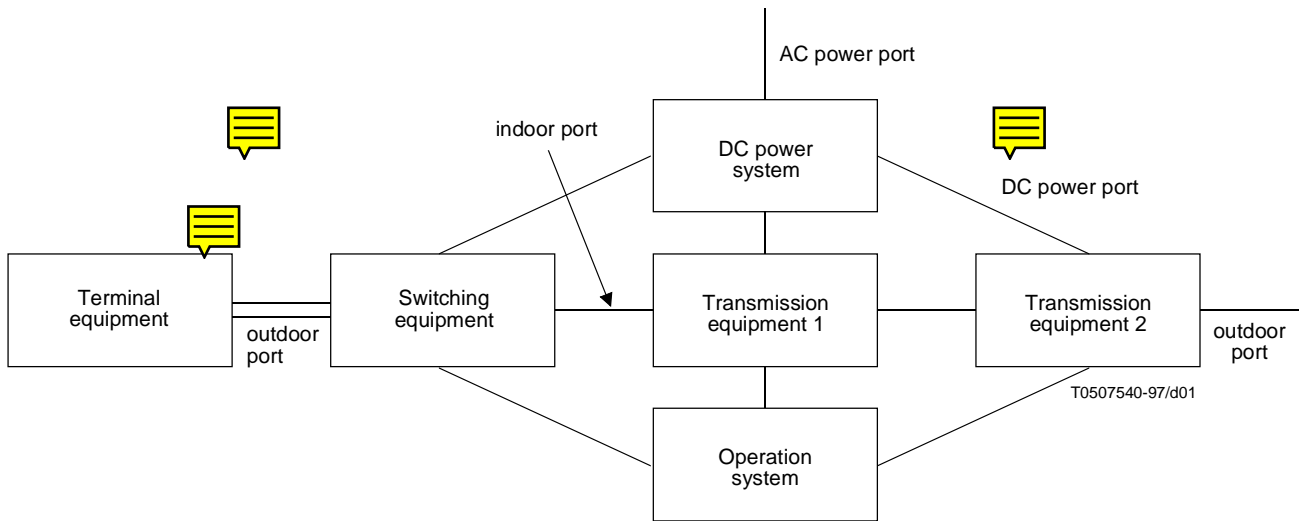 AC power port
indoor port
DC power
system
DC power port
Terminal
equipment
Switching
equipment
Transmission
equipment 1
Transmission
equipment 2
outdoor
port
outdoor
port
T0507540-97/d01
Operation
system